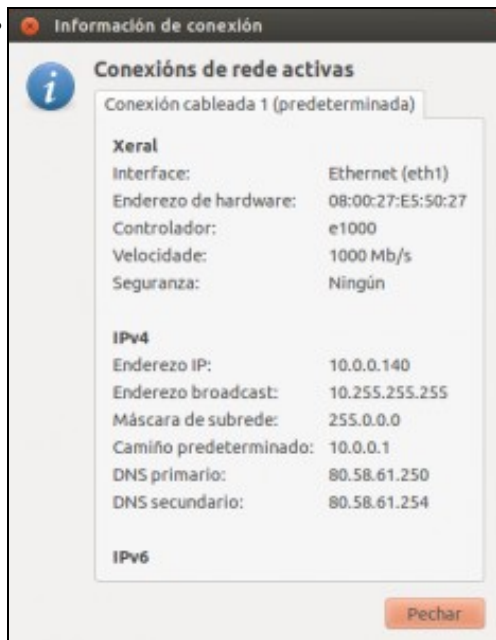 Información de conexión
Conexións de rede activas
Conexión cableada 1 (predeterminada)
Xeral
Interface: Ethernet (eth1)
Enderezo de hardware: 08:00:27:E5:50:27
Controlador: e1000
Velocidade: 1000 Mb/s
Seguranza: Ningún
IPv4
Enderezo IP: 10.0.0.140
Enderezo broadcast: 10.255.255.255
Máscara de subrede: 255.0.0.0
Camiño predeterminado: 10.0.0.1
DNS primario: 80.58.61.250
DNS secundario: 80.58.61.254
IPv6
Pechar